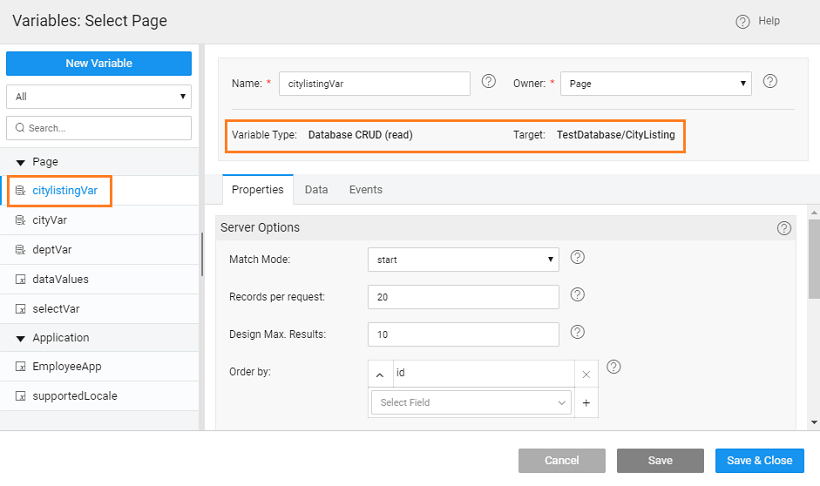 Variables: Select Page
Help
New Variable
All
Search...
Page
citylistingVar
cityVar
deptVar
dataValues
selectVar
Application
EmployeeApp
supportedLocale
Name: * citylistingVar Owner: * Page
Variable Type: Database CRUD (read) Target: TestDatabase/CityListing
Properties Data Events
Server Options
Match Mode: start
Records per request: 20
Design Max. Results: 10
Order by: id
Select Field
Cancel Save Save & Close